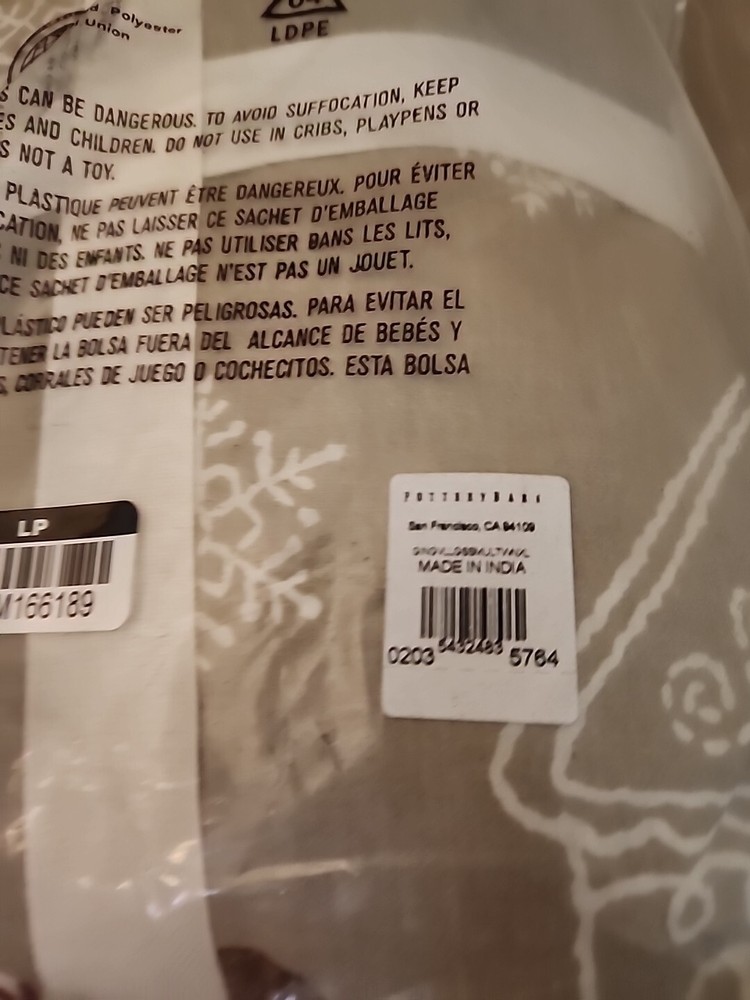 Polyester
Union
04
LDPE
CAN BE DANGEROUS. TO AVOID SUFFOCATION, KEEP
ES AND CHILDREN. DO NOT USE IN CRIBS, PLAYPENS OR
S NOT A TOY.
PLASTIQUE PEUVENT ÊTRE DANGEREUX. POUR ÉVITER
CATION, NE PAS LAISSER CE SACHET D'EMBALLAGE
NI DES ENFANTS. NE PAS UTILISER DANS LES LITS,
CE SACHET D'EMBALLAGE N'EST PAS UN JOUET.
LÁSTICO PUEDEN SER PELIGROSAS. PARA EVITAR EL
TENER LA BOLSA FUERA DEL ALCANCE DE BEBÉS Y
S, CORRALES DE JUEGO O COCHECITOS. ESTA BOLSA
LP
M166189
POTTERY BARN
San Francisco, CA 94109
MADE IN INDIA
0203 5432483 5764